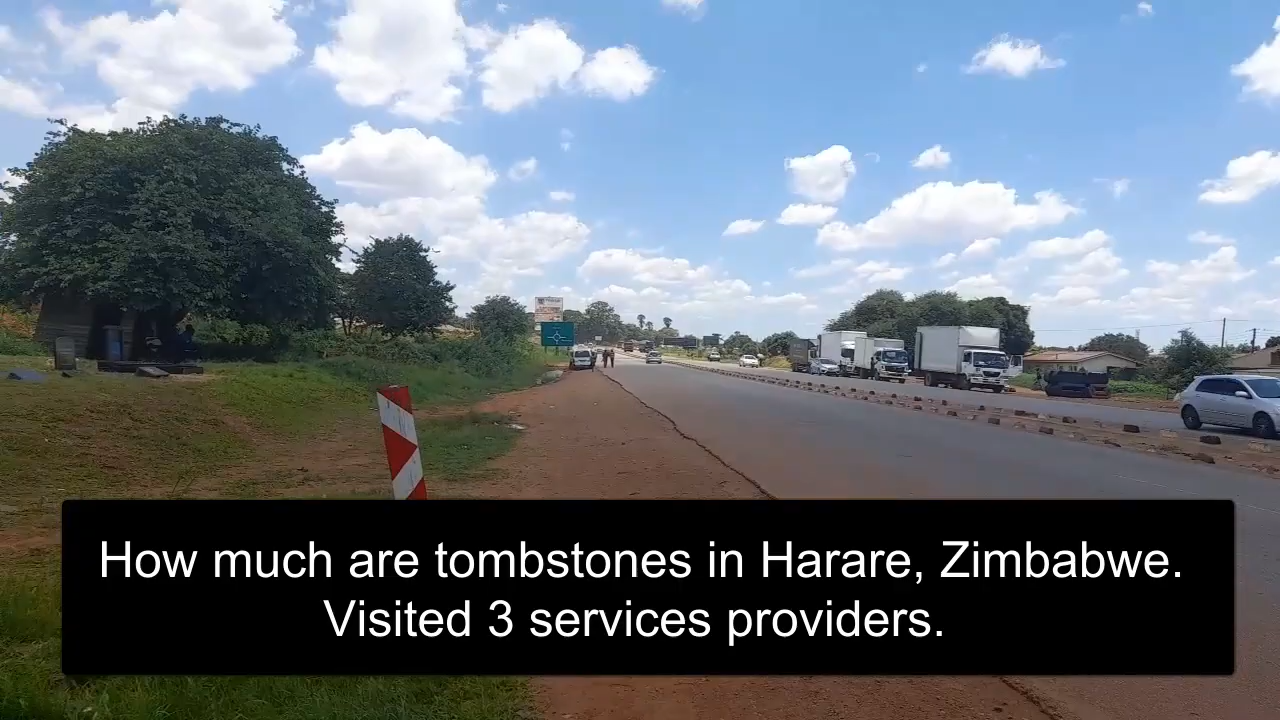 How much are tombstones in Harare, Zimbabwe.
Visited 3 services providers.